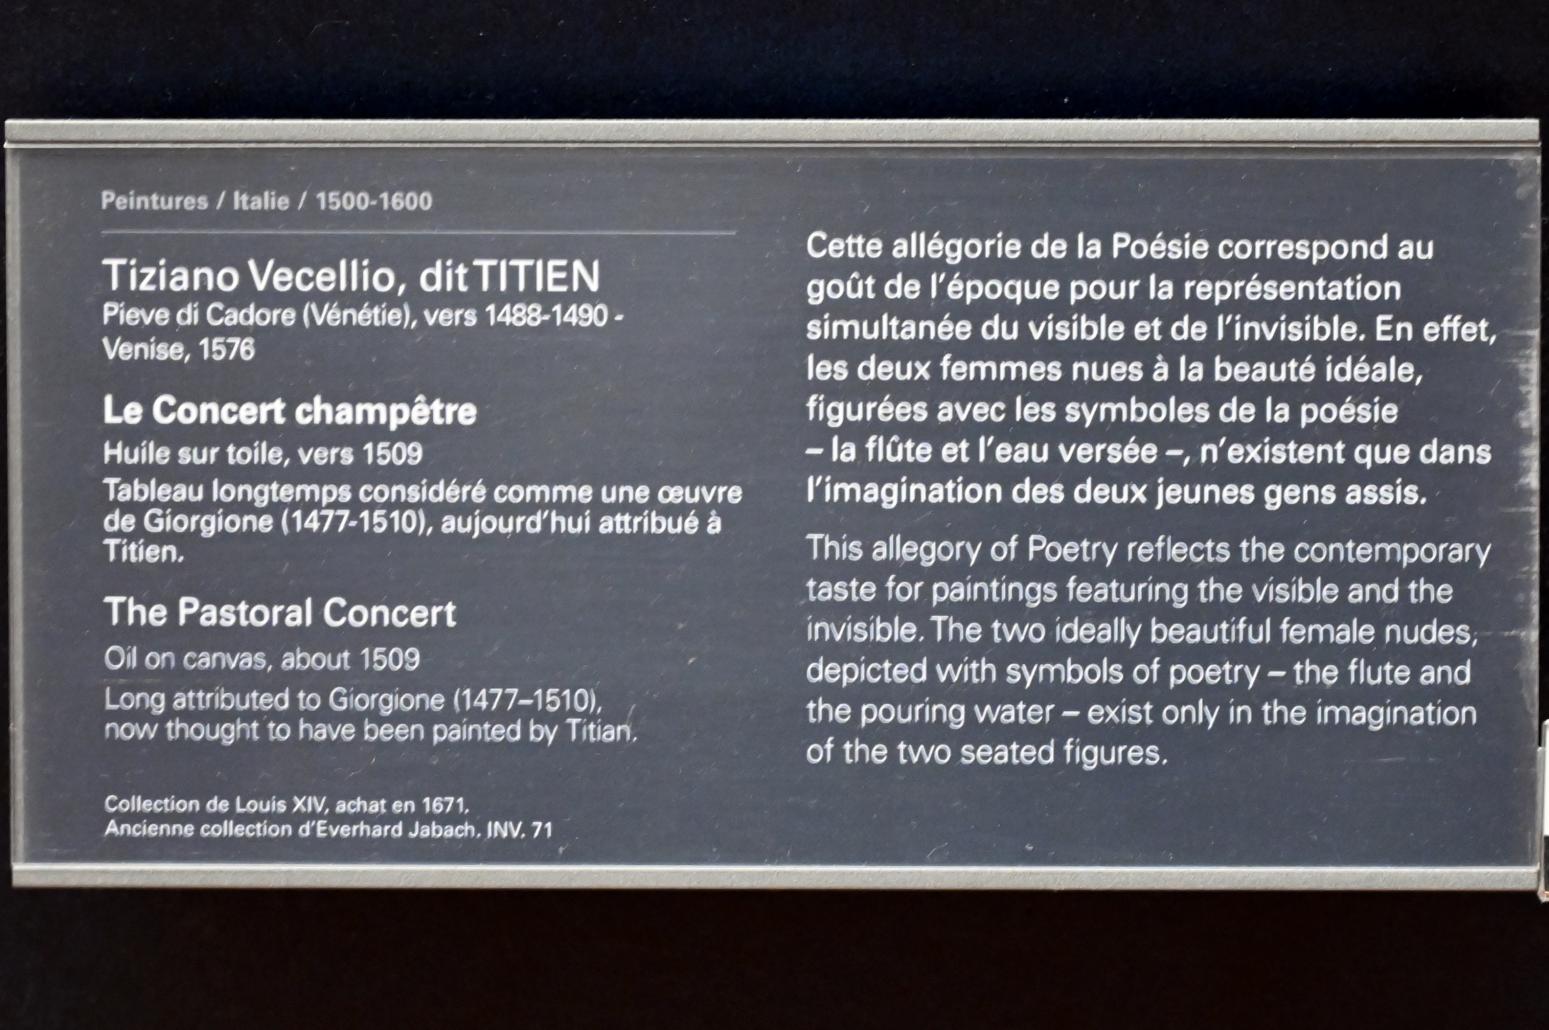 Peintures / Italie / 1500-1600
Tiziano Vecellio, dit TITIEN
Pieve di Cadore (Vénétie), vers 1488-1490 -
Venise, 1576
Le Concert champêtre
Huile sur toile, vers 1509
Tableau longtemps considéré comme une œuvre
de Giorgione (1477-1510), aujourd'hui attribué à
Titien.
The Pastoral Concert
Oil on canvas, about 1509
Long attributed to Giorgione (1477–1510),
now thought to have been painted by Titian.
Collection de Louis XIV, achat en 1671.
Ancienne collection d'Everhard Jabach. INV. 71
Cette allégorie de la Poésie correspond au
goût de l'époque pour la représentation
simultanée du visible et de l'invisible. En effet,
les deux femmes nues à la beauté idéale,
figurées avec les symboles de la poésie
– la flûte et l'eau versée –, n'existent que dans
l'imagination des deux jeunes gens assis.
This allegory of Poetry reflects the contemporary
taste for paintings featuring the visible and the
invisible. The two ideally beautiful female nudes,
depicted with symbols of poetry – the flute and
the pouring water – exist only in the imagination
of the two seated figures.